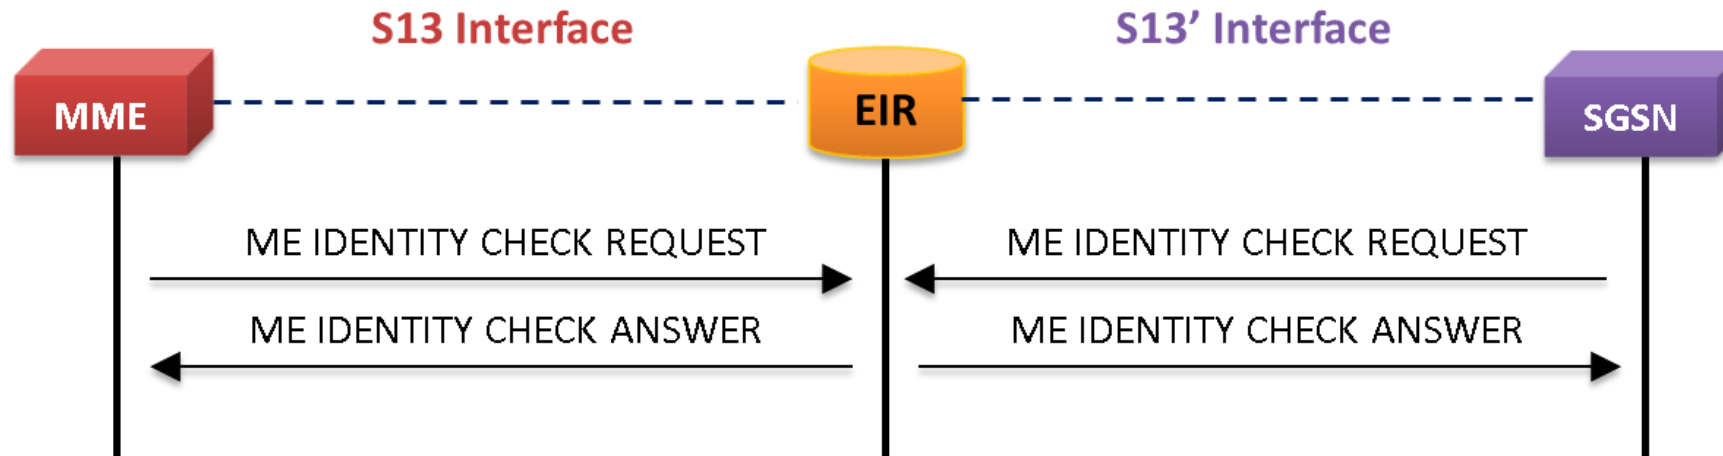 S13 Interface
S13’ Interface
MME
EIR
SGSN
ME IDENTITY CHECK REQUEST
ME IDENTITY CHECK REQUEST
ME IDENTITY CHECK ANSWER
ME IDENTITY CHECK ANSWER